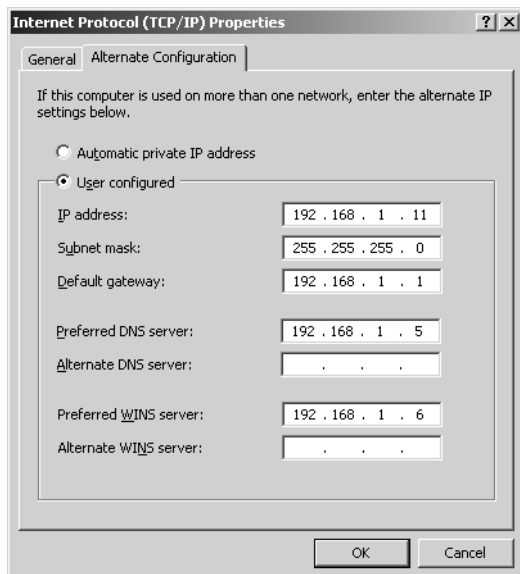 Internet Protocol (TCP/IP) Properties
General
Alternate Configuration
If this computer is used on more than one network, enter the alternate IP
settings below.
Automatic private IP address
User configured
IP address: 192 . 168 . 1 . 11
Subnet mask: 255 . 255 . 255 . 0
Default gateway: 192 . 168 . 1 . 1
Preferred DNS server: 192 . 168 . 1 . 5
Alternate DNS server: . . .
Preferred WINS server: 192 . 168 . 1 . 6
Alternate WINS server: . . .
OK
Cancel